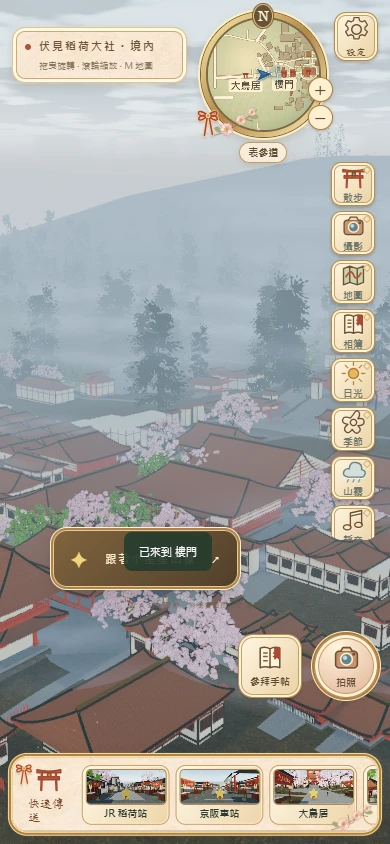 伏見稻荷大社・境內
拖曳旋轉・滾輪縮放・M 地圖
N
設定
大鳥居
樓門
+
−
表參道
散步
攝影
地圖
相簿
日光
季節
山霧
已來到 樓門
跟著
參拜手帖
拍照
快速傳送
JR 稻荷站
京阪車站
大鳥居